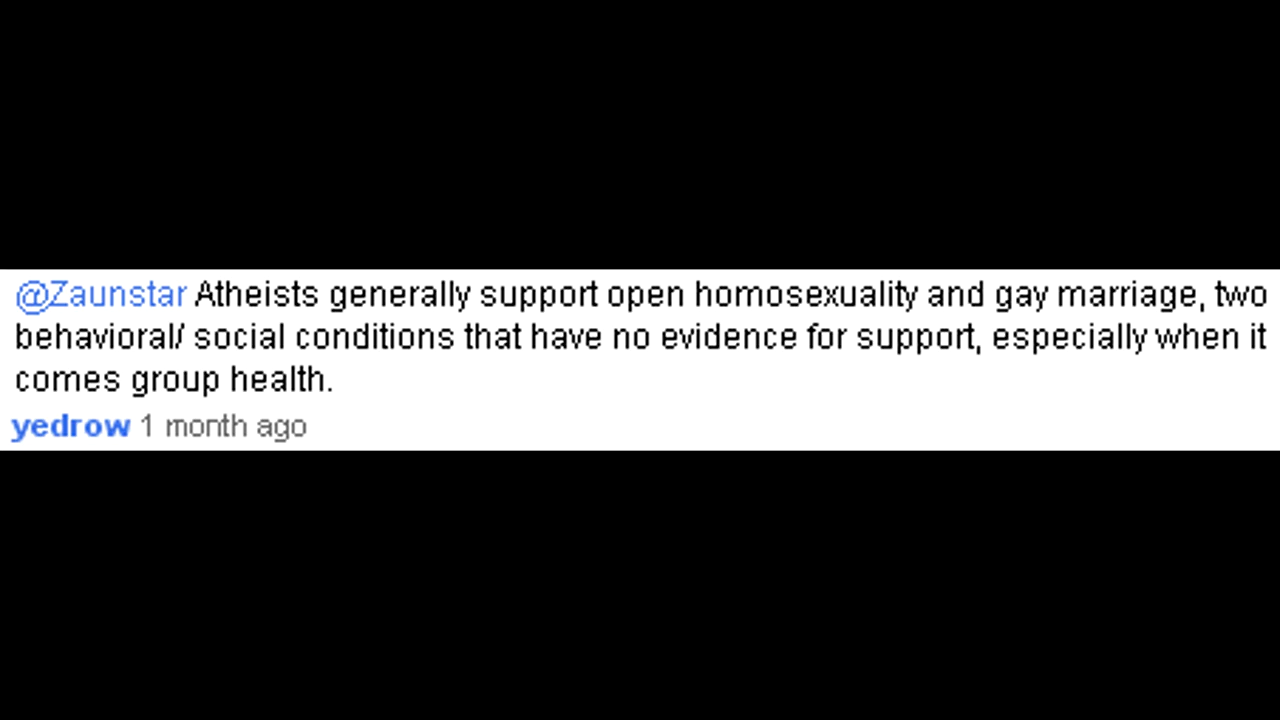 @Zaunstar Atheists generally support open homosexuality and gay marriage, two
behavioral/ social conditions that have no evidence for support, especially when it
comes group health.
yedrow 1 month ago